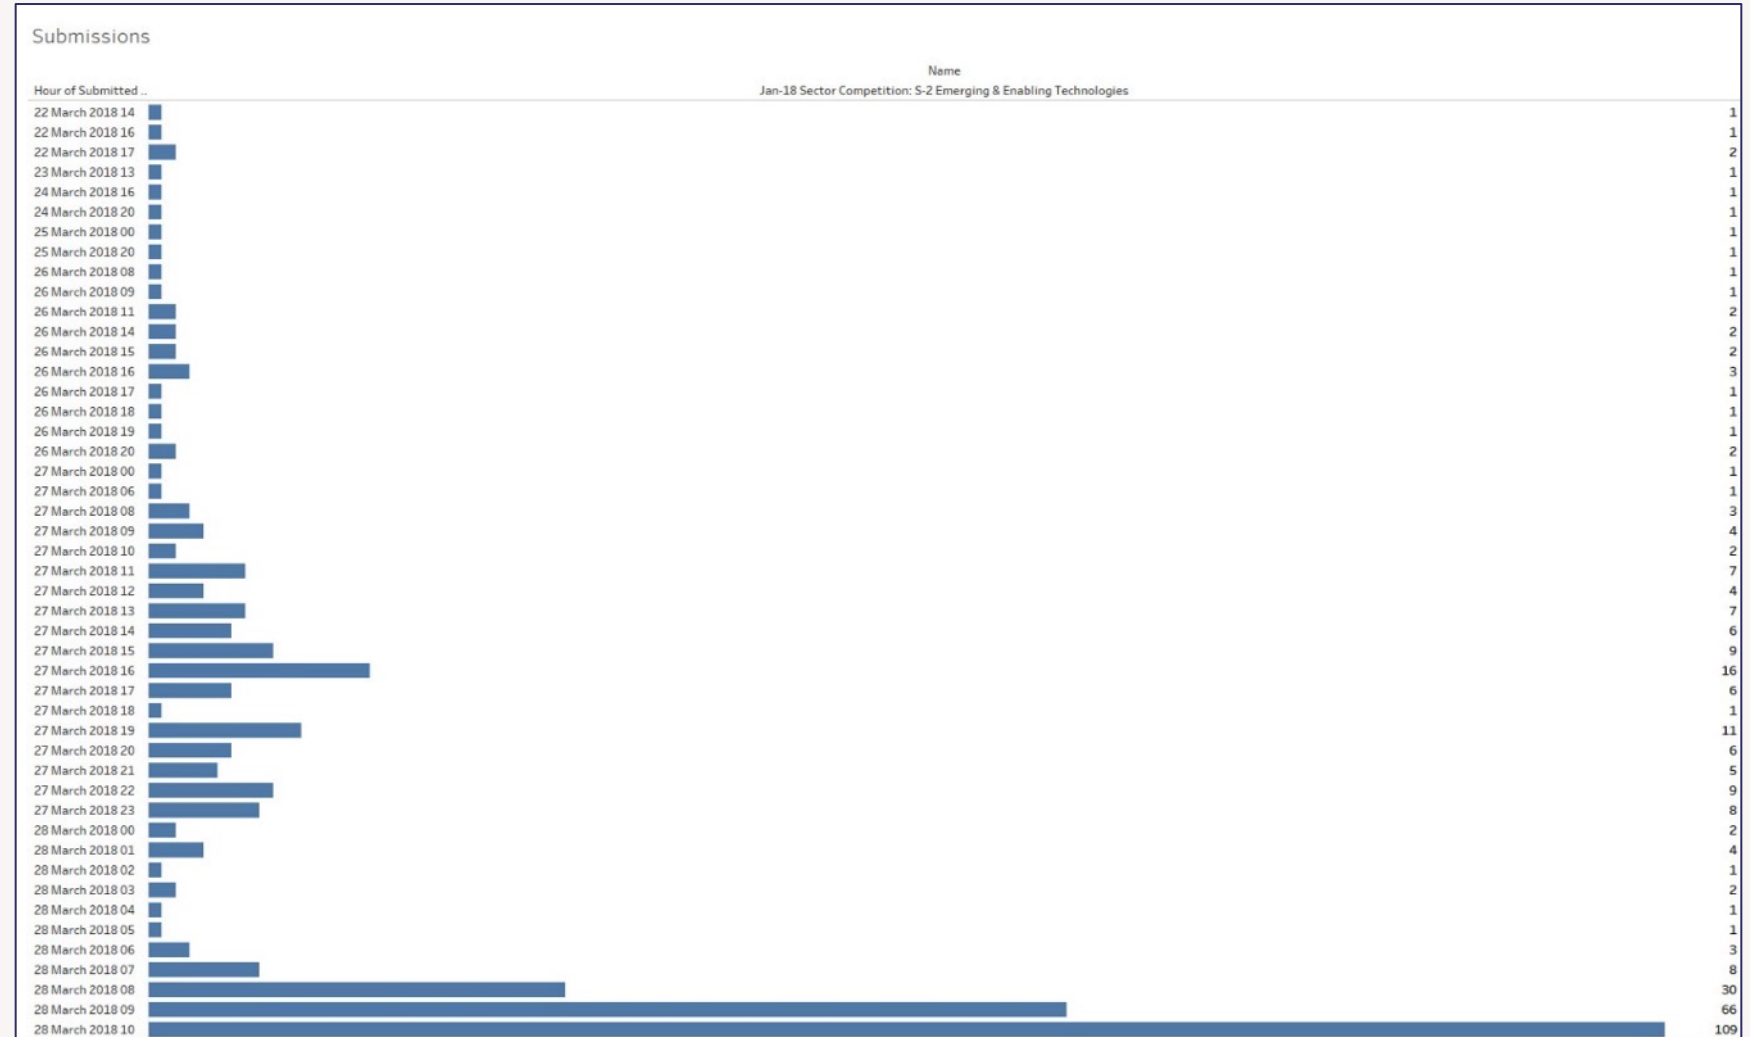 Submissions
Name
Hour of Submitted ..
Jan-18 Sector Competition: S-2 Emerging & Enabling Technologies
22 March 2018 14 1
22 March 2018 16 1
22 March 2018 17 2
23 March 2018 13 1
24 March 2018 16 1
24 March 2018 20 1
25 March 2018 00 1
25 March 2018 20 1
26 March 2018 08 1
26 March 2018 09 1
26 March 2018 11 2
26 March 2018 14 2
26 March 2018 15 2
26 March 2018 16 3
26 March 2018 17 1
26 March 2018 18 1
26 March 2018 19 1
26 March 2018 20 2
27 March 2018 00 1
27 March 2018 06 1
27 March 2018 08 3
27 March 2018 09 4
27 March 2018 10 2
27 March 2018 11 7
27 March 2018 12 4
27 March 2018 13 7
27 March 2018 14 6
27 March 2018 15 9
27 March 2018 16 16
27 March 2018 17 6
27 March 2018 18 1
27 March 2018 19 11
27 March 2018 20 6
27 March 2018 21 5
27 March 2018 22 9
27 March 2018 23 8
28 March 2018 00 2
28 March 2018 01 4
28 March 2018 02 1
28 March 2018 03 2
28 March 2018 04 1
28 March 2018 05 1
28 March 2018 06 3
28 March 2018 07 8
28 March 2018 08 30
28 March 2018 09 66
28 March 2018 10 109